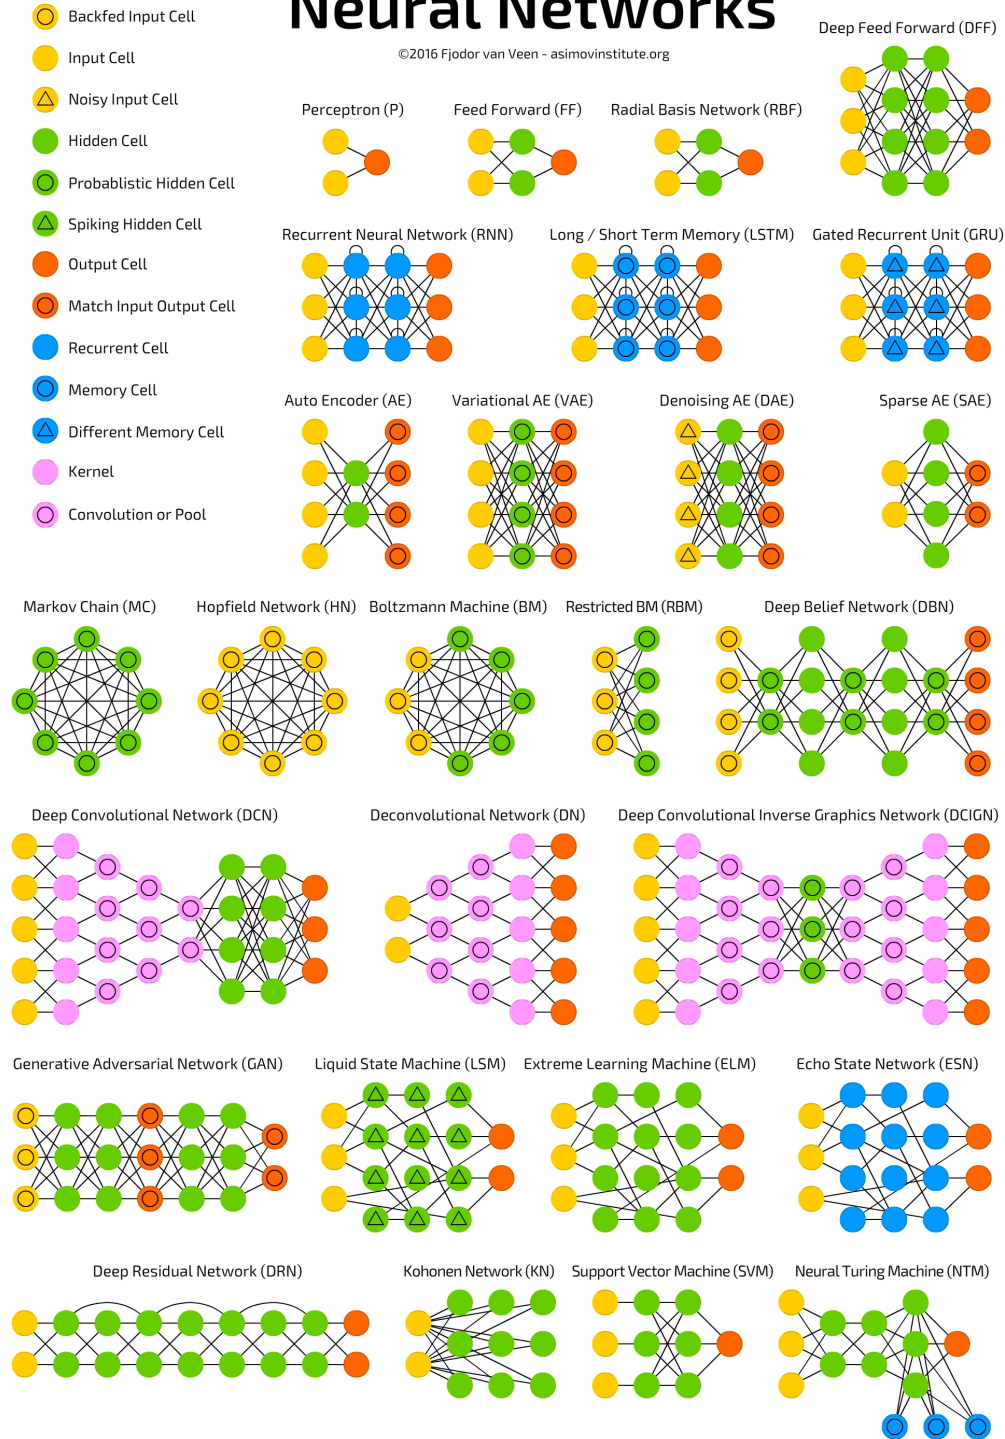 Neural Networks
©2016 Fjodor van Veen - asimovinstitute.org
Backfed Input Cell
Input Cell
Noisy Input Cell
Hidden Cell
Probablistic Hidden Cell
Spiking Hidden Cell
Output Cell
Match Input Output Cell
Recurrent Cell
Memory Cell
Different Memory Cell
Kernel
Convolution or Pool
Deep Feed Forward (DFF)
Perceptron (P)
Feed Forward (FF)
Radial Basis Network (RBF)
Recurrent Neural Network (RNN)
Long / Short Term Memory (LSTM)
Gated Recurrent Unit (GRU)
Auto Encoder (AE)
Variational AE (VAE)
Denoising AE (DAE)
Sparse AE (SAE)
Markov Chain (MC)
Hopfield Network (HN)
Boltzmann Machine (BM)
Restricted BM (RBM)
Deep Belief Network (DBN)
Deep Convolutional Network (DCN)
Deconvolutional Network (DN)
Deep Convolutional Inverse Graphics Network (DCIGN)
Generative Adversarial Network (GAN)
Liquid State Machine (LSM)
Extreme Learning Machine (ELM)
Echo State Network (ESN)
Deep Residual Network (DRN)
Kohonen Network (KN)
Support Vector Machine (SVM)
Neural Turing Machine (NTM)